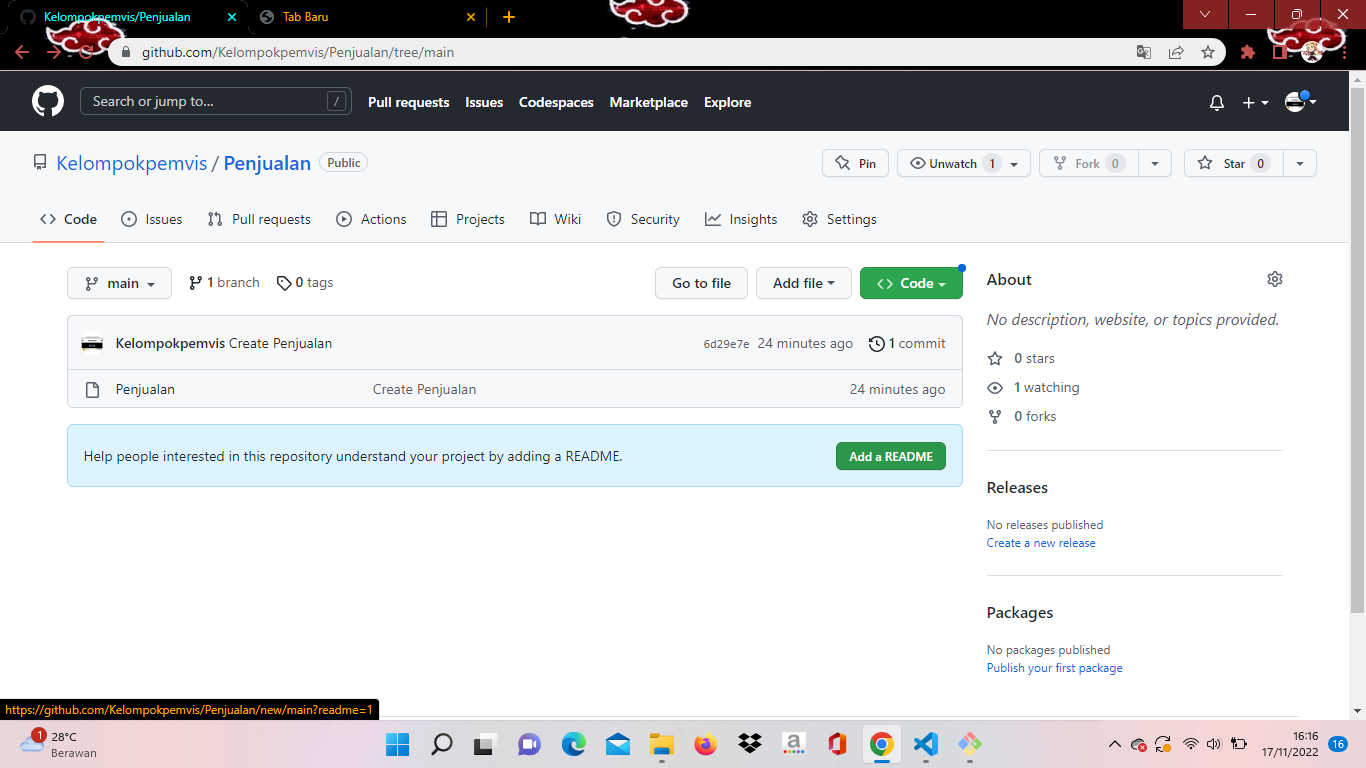 Kelompokpemvis/Penjualan
Tab Baru
github.com/Kelompokpemvis/Penjualan/tree/main
Search or jump to...
/
Pull requests Issues Codespaces Marketplace Explore
Kelompokpemvis / Penjualan Public
Pin Unwatch 1 Fork 0 Star 0
Code Issues Pull requests Actions Projects Wiki Security Insights Settings
main 1 branch 0 tags Go to file Add file Code
Kelompokpemvis Create Penjualan 6d29e7e 24 minutes ago 1 commit
Penjualan Create Penjualan 24 minutes ago
Help people interested in this repository understand your project by adding a README. Add a README
About
No description, website, or topics provided.
0 stars
1 watching
0 forks
Releases
No releases published
Create a new release
Packages
No packages published
Publish your first package
https://github.com/Kelompokpemvis/Penjualan/new/main?readme=1
1
28°C
Berawan
a
16:16
17/11/2022
16